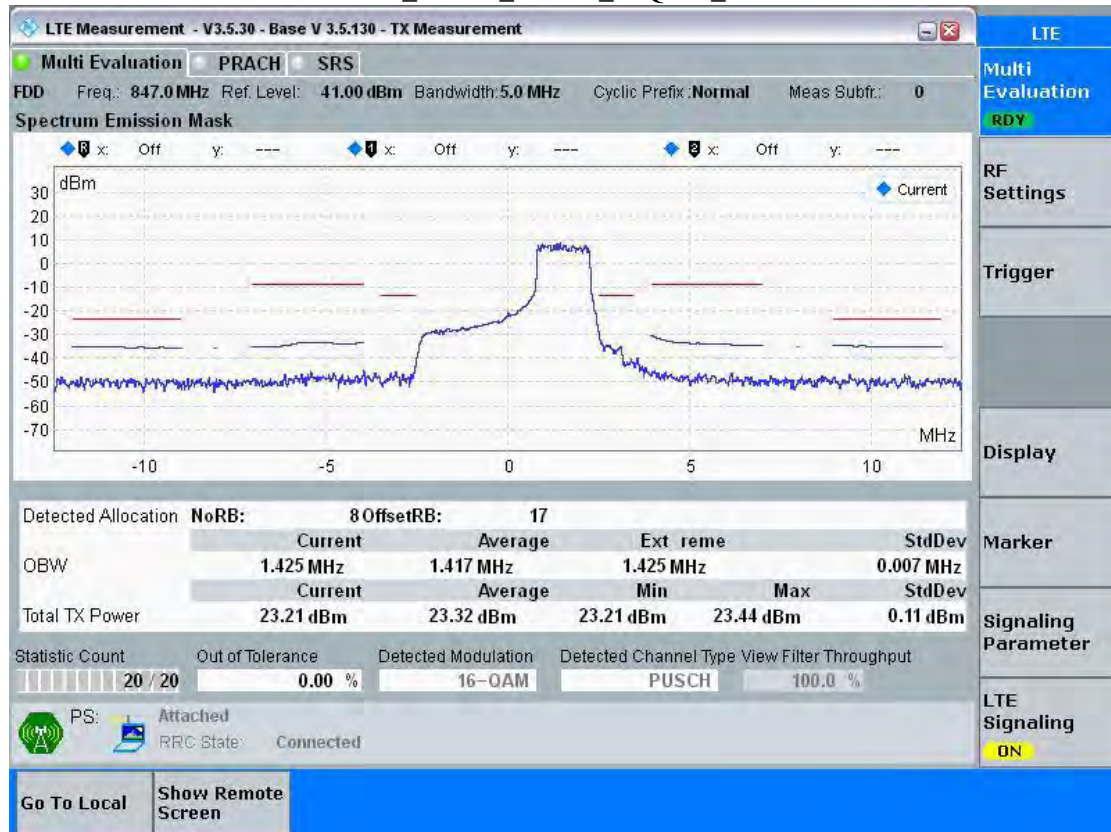 LTE Measurement - V3.5.30 - Base V 3.5.130 - TX Measurement
LTE
Multi Evaluation PRACH SRS
Multi Evaluation
RDY
FDD Freq.: 847.0 MHz Ref. Level: 41.00 dBm Bandwidth: 5.0 MHz Cyclic Prefix: Normal Meas Subfr.: 0
Spectrum Emission Mask
R x: Off y: --- 1 x: Off y: --- 2 x: Off y: ---
dBm
Current
30
20
10
0
-10
-20
-30
-40
-50
-60
-70
MHz
-10 -5 0 5 10
RF Settings
Trigger
Display
Marker
Signaling Parameter
LTE Signaling
ON
Detected Allocation NoRB: 8 OffsetRB: 17
Current Average Ext reme StdDev
OBW 1.425 MHz 1.417 MHz 1.425 MHz 0.007 MHz
Current Average Min Max StdDev
Total TX Power 23.21 dBm 23.32 dBm 23.21 dBm 23.44 dBm 0.11 dBm
Statistic Count Out of Tolerance Detected Modulation Detected Channel Type View Filter Throughput
20 / 20 0.00 % 16-QAM PUSCH 100.0 %
PS: Attached
RRC State: Connected
Go To Local Show Remote Screen